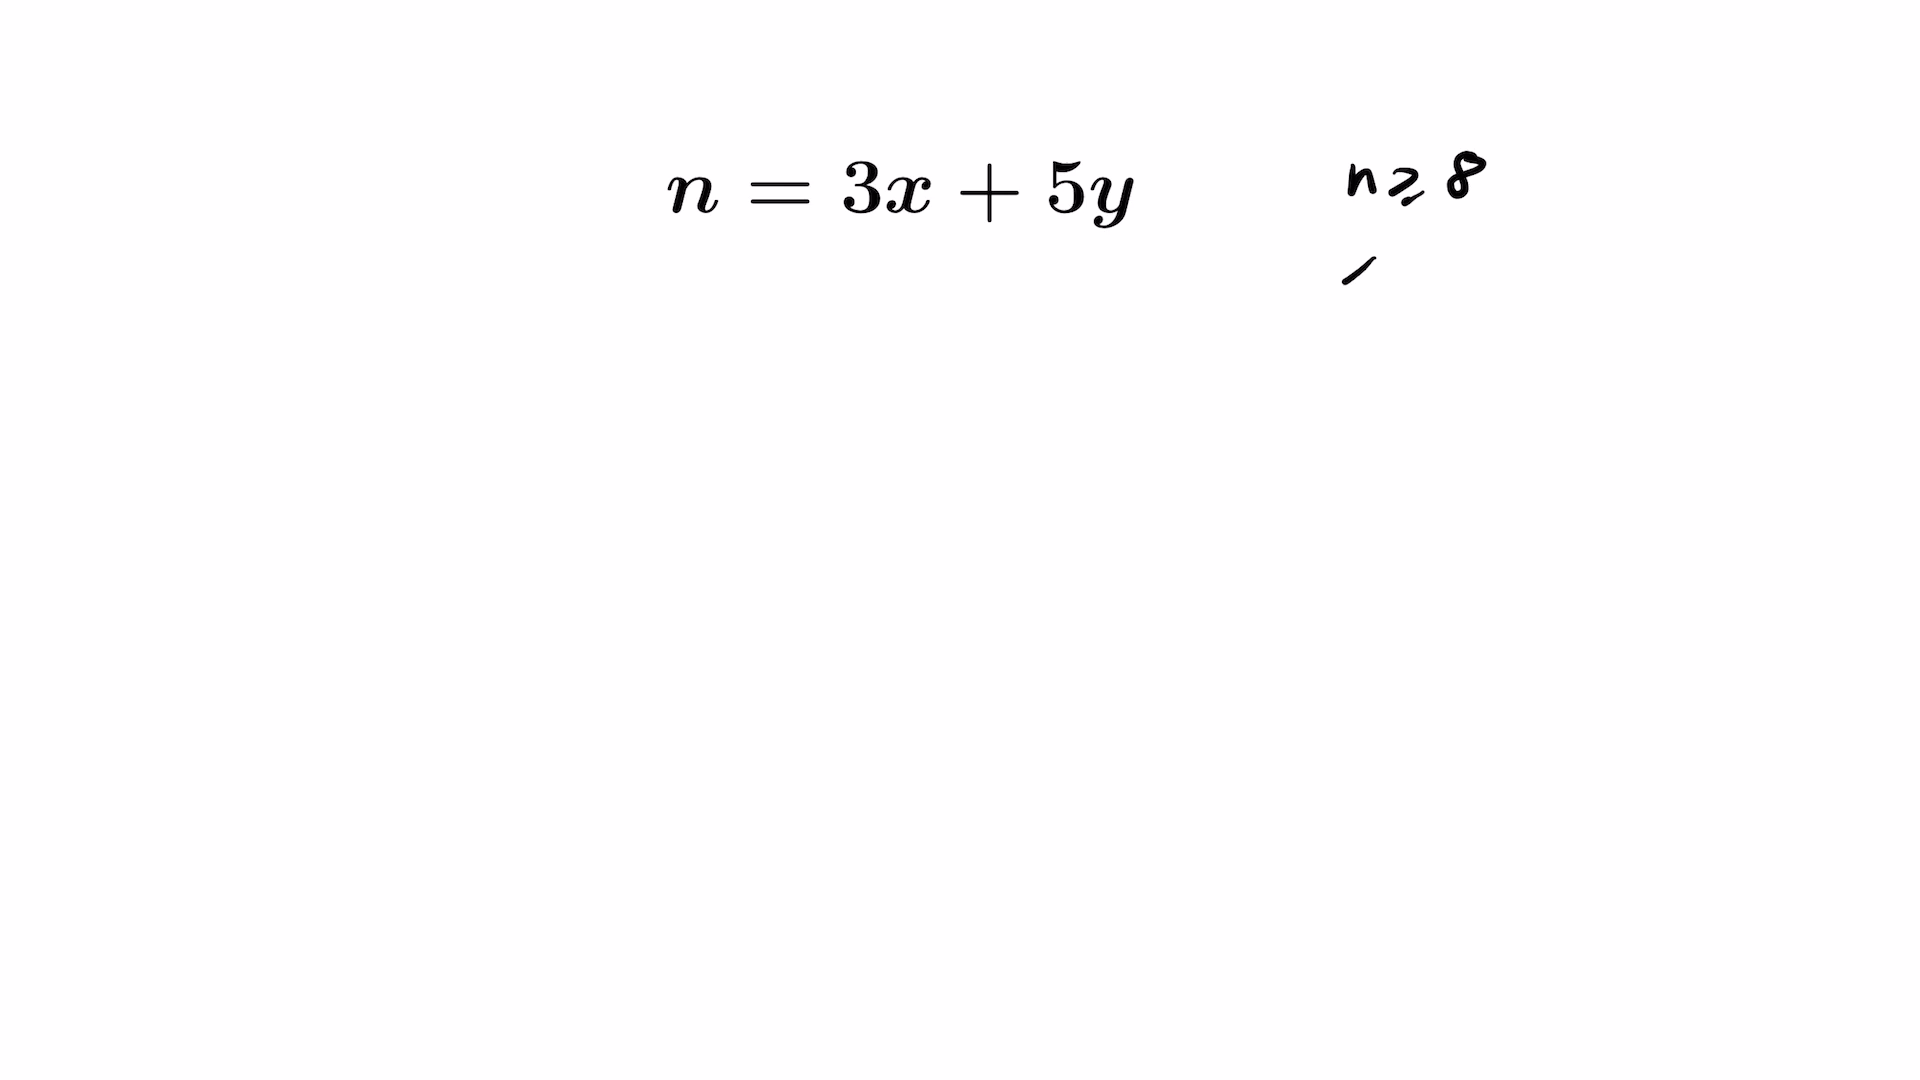 n = 3x + 5y n ⩾ 8